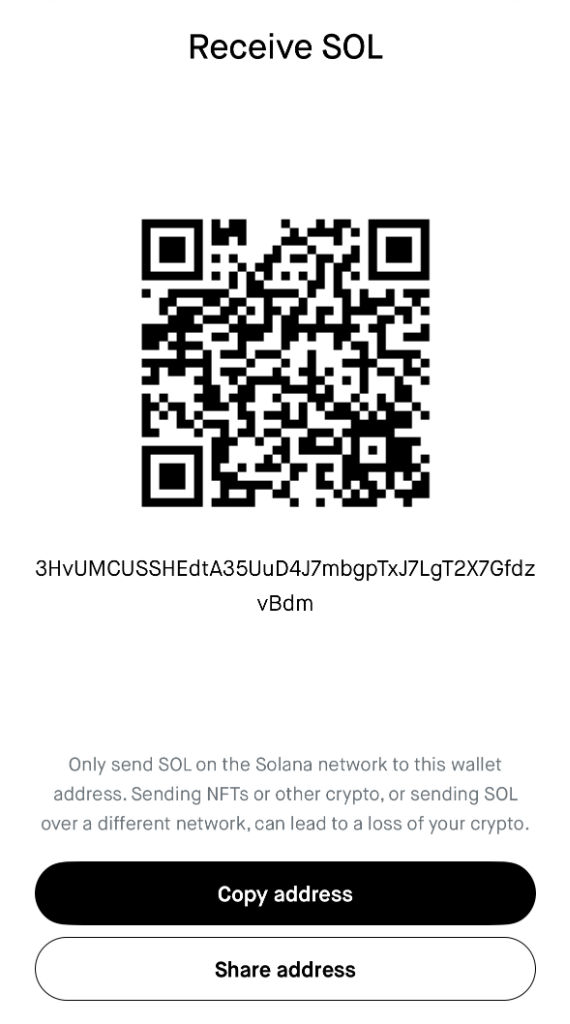 Receive SOL
3HvUMCUSSHEdtA35UuD4J7mbgpTxJ7LgT2X7Gfdz
vBdm
Only send SOL on the Solana network to this wallet
address. Sending NFTs or other crypto, or sending SOL
over a different network, can lead to a loss of your crypto.
Copy address
Share address